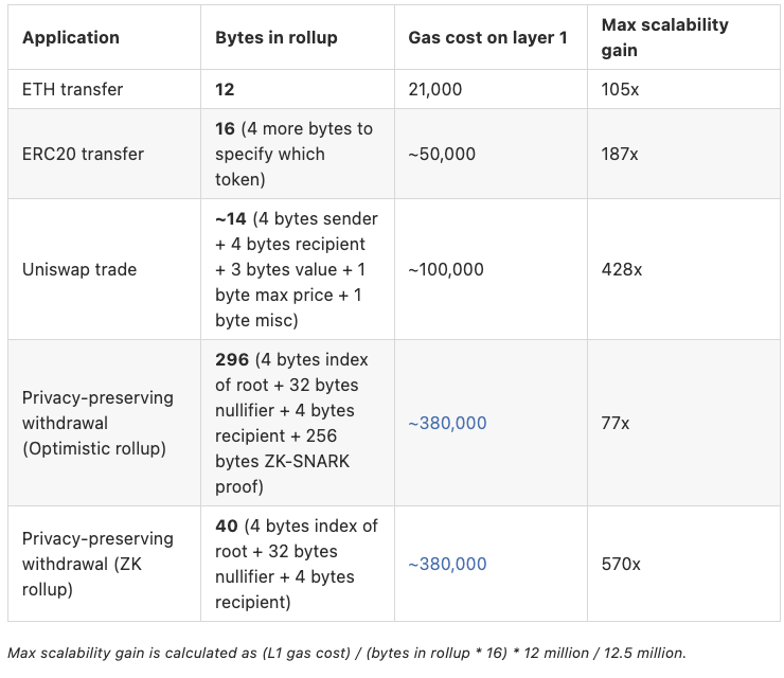 Application
Bytes in rollup
Gas cost on layer 1
Max scalability
gain
ETH transfer
12
21,000
105x
ERC20 transfer
16 (4 more bytes to
specify which
token)
~50,000
187x
Uniswap trade
~14 (4 bytes sender
+ 4 bytes recipient
+ 3 bytes value + 1
byte max price + 1
byte misc)
~100,000
428x
Privacy-preserving
withdrawal
(Optimistic rollup)
296 (4 bytes index
of root + 32 bytes
nullifier + 4 bytes
recipient + 256
bytes ZK-SNARK
proof)
~380,000
77x
Privacy-preserving
withdrawal (ZK
rollup)
40 (4 bytes index of
root + 32 bytes
nullifier + 4 bytes
recipient)
~380,000
570x
Max scalability gain is calculated as (L1 gas cost) / (bytes in rollup * 16) * 12 million / 12.5 million.